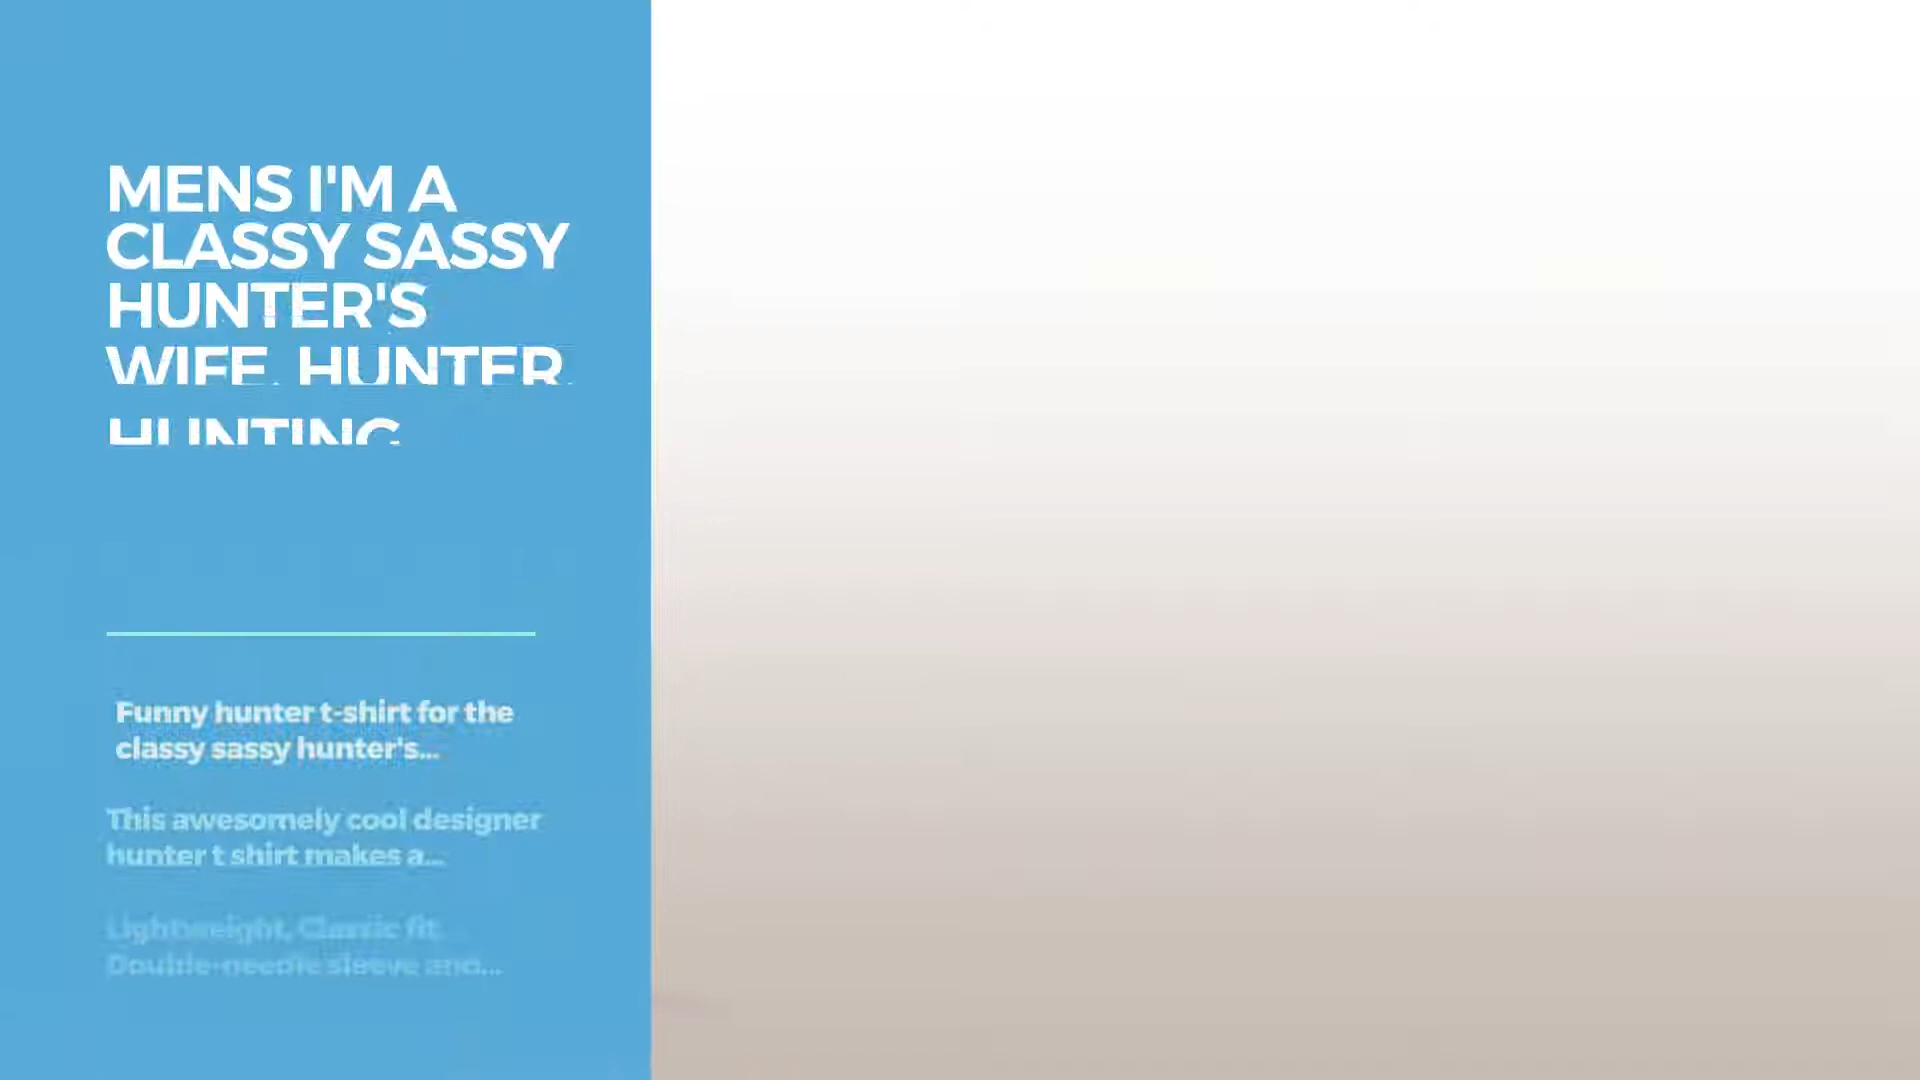 MENS I'M A
CLASSY SASSY
HUNTER'S
WIFE, HUNTER,
HUNTING
Funny hunter t-shirt for the
classy sassy hunter's...
This awesomely cool designer
hunter t shirt makes a...
Lightweight, Classic fit,
Double-needle sleeve and...